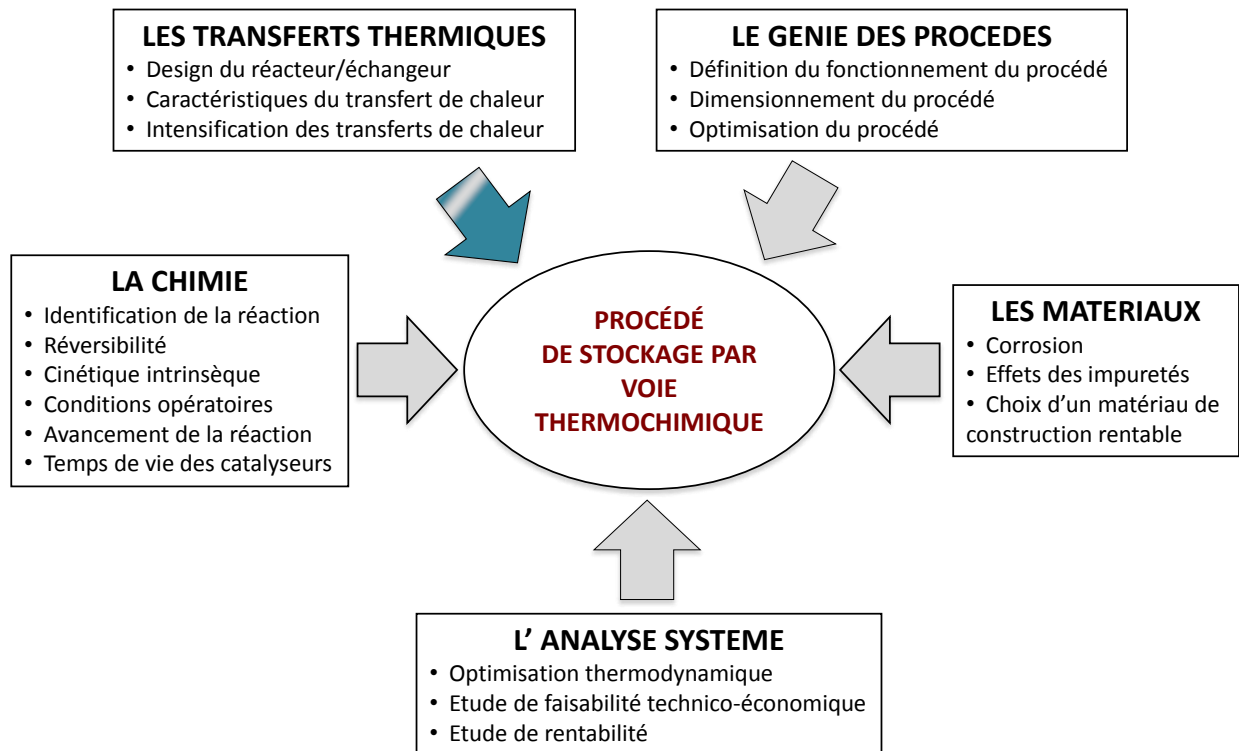 LES TRANSFERTS THERMIQUES
• Design du réacteur/échangeur
• Caractéristiques du transfert de chaleur
• Intensification des transferts de chaleur
LE GENIE DES PROCEDES
• Définition du fonctionnement du procédé
• Dimensionnement du procédé
• Optimisation du procédé
LA CHIMIE
• Identification de la réaction
• Réversibilité
• Cinétique intrinsèque
• Conditions opératoires
• Avancement de la réaction
• Temps de vie des catalyseurs
PROCÉDÉ
DE STOCKAGE PAR
VOIE
THERMOCHIMIQUE
LES MATERIAUX
• Corrosion
• Effets des impuretés
• Choix d’un matériau de
construction rentable
L’ ANALYSE SYSTEME
• Optimisation thermodynamique
• Etude de faisabilité technico-économique
• Etude de rentabilité